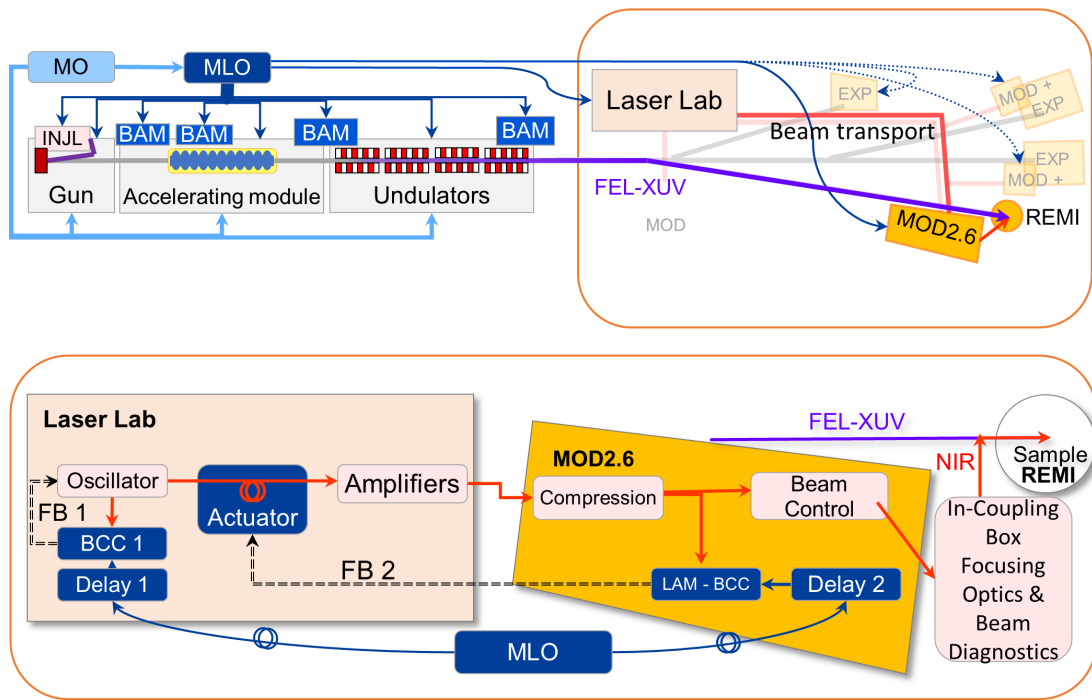 MO
MLO
INJL
BAM
BAM
BAM
BAM
Gun
Accelerating module
Undulators
Laser Lab
EXP
MOD +
EXP
Beam transport
EXP
MOD +
FEL-XUV
MOD
MOD2.6
REMI
Laser Lab
Oscillator
Actuator
Amplifiers
FB 1
BCC 1
Delay 1
FB 2
MLO
MOD2.6
Compression
Beam
Control
LAM - BCC
Delay 2
FEL-XUV
NIR
Sample
REMI
In-Coupling
Box
Focusing
Optics &
Beam
Diagnostics